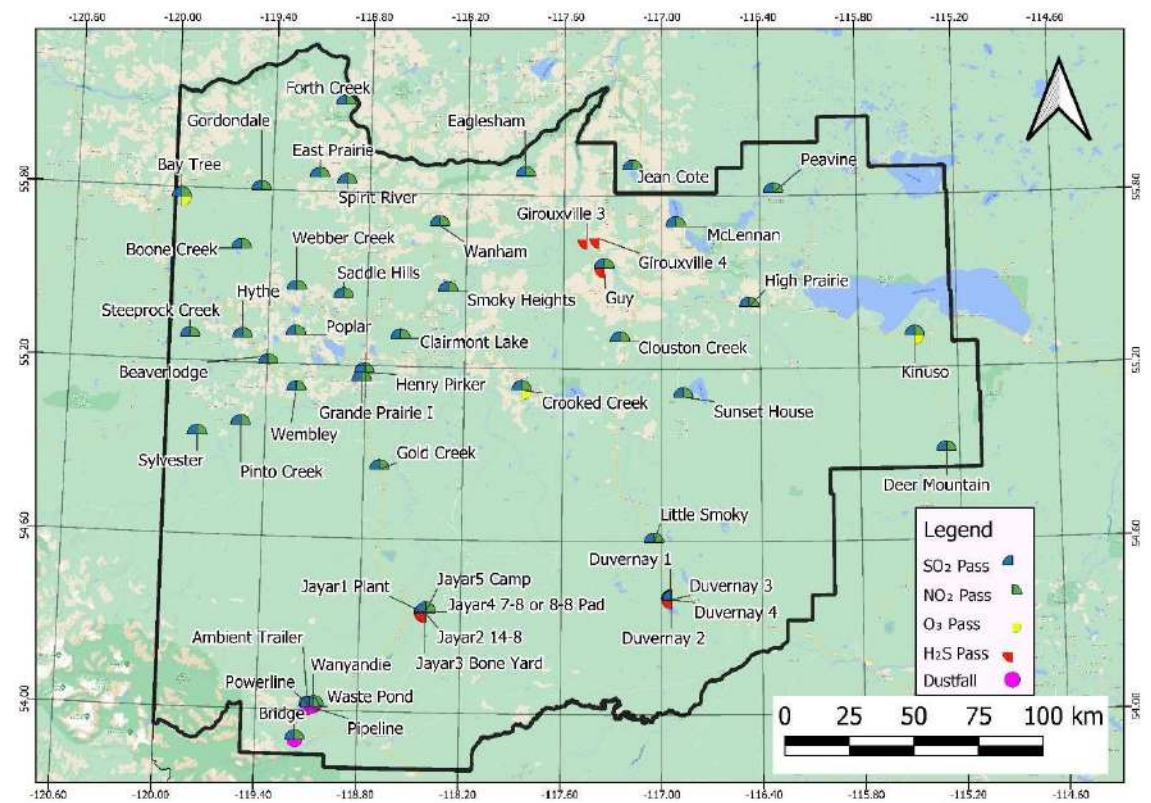 -120.60 -120.00 -119.40 -118.80 -118.20 -117.60 -117.00 -116.40 -115.80 -115.20 -114.60
Forth Creek
Gordondale
Eaglesham
East Prairie
Bay Tree
Peavine
55.80
55.80
Jean Cote
Spirit River
Girouxville 3
Webber Creek
McLennan
Boone Creek
Wanham
Girouxville 4
Saddle Hills
High Prairie
Hythe
Smoky Heights
Guy
Steeprock Creek
Poplar
Clairmont Lake
Clouston Creek
55.20
55.20
Beaverlodge
Kinuso
Henry Pirker
Crooked Creek
Grande Prairie I
Sunset House
Wembley
Sylvester
Gold Creek
Pinto Creek
Deer Mountain
Little Smoky
54.60
54.60
Duvernay 1
Jayar5 Camp
Jayar1 Plant
Duvernay 3
Jayar4 7-8 or 8-8 Pad
Duvernay 4
Ambient Trailer
Jayar2 14-8
Duvernay 2
Wanyandie
Jayar3 Bone Yard
Powerline
Waste Pond
54.00
54.00
Bridge
Pipeline
Legend
SO₂ Pass
NO₂ Pass
O₃ Pass
H₂S Pass
Dustfall
0 25 50 75 100 km
-120.60 -120.00 -119.40 -118.80 -118.20 -117.60 -117.00 -116.40 -115.80 -115.20 -114.60